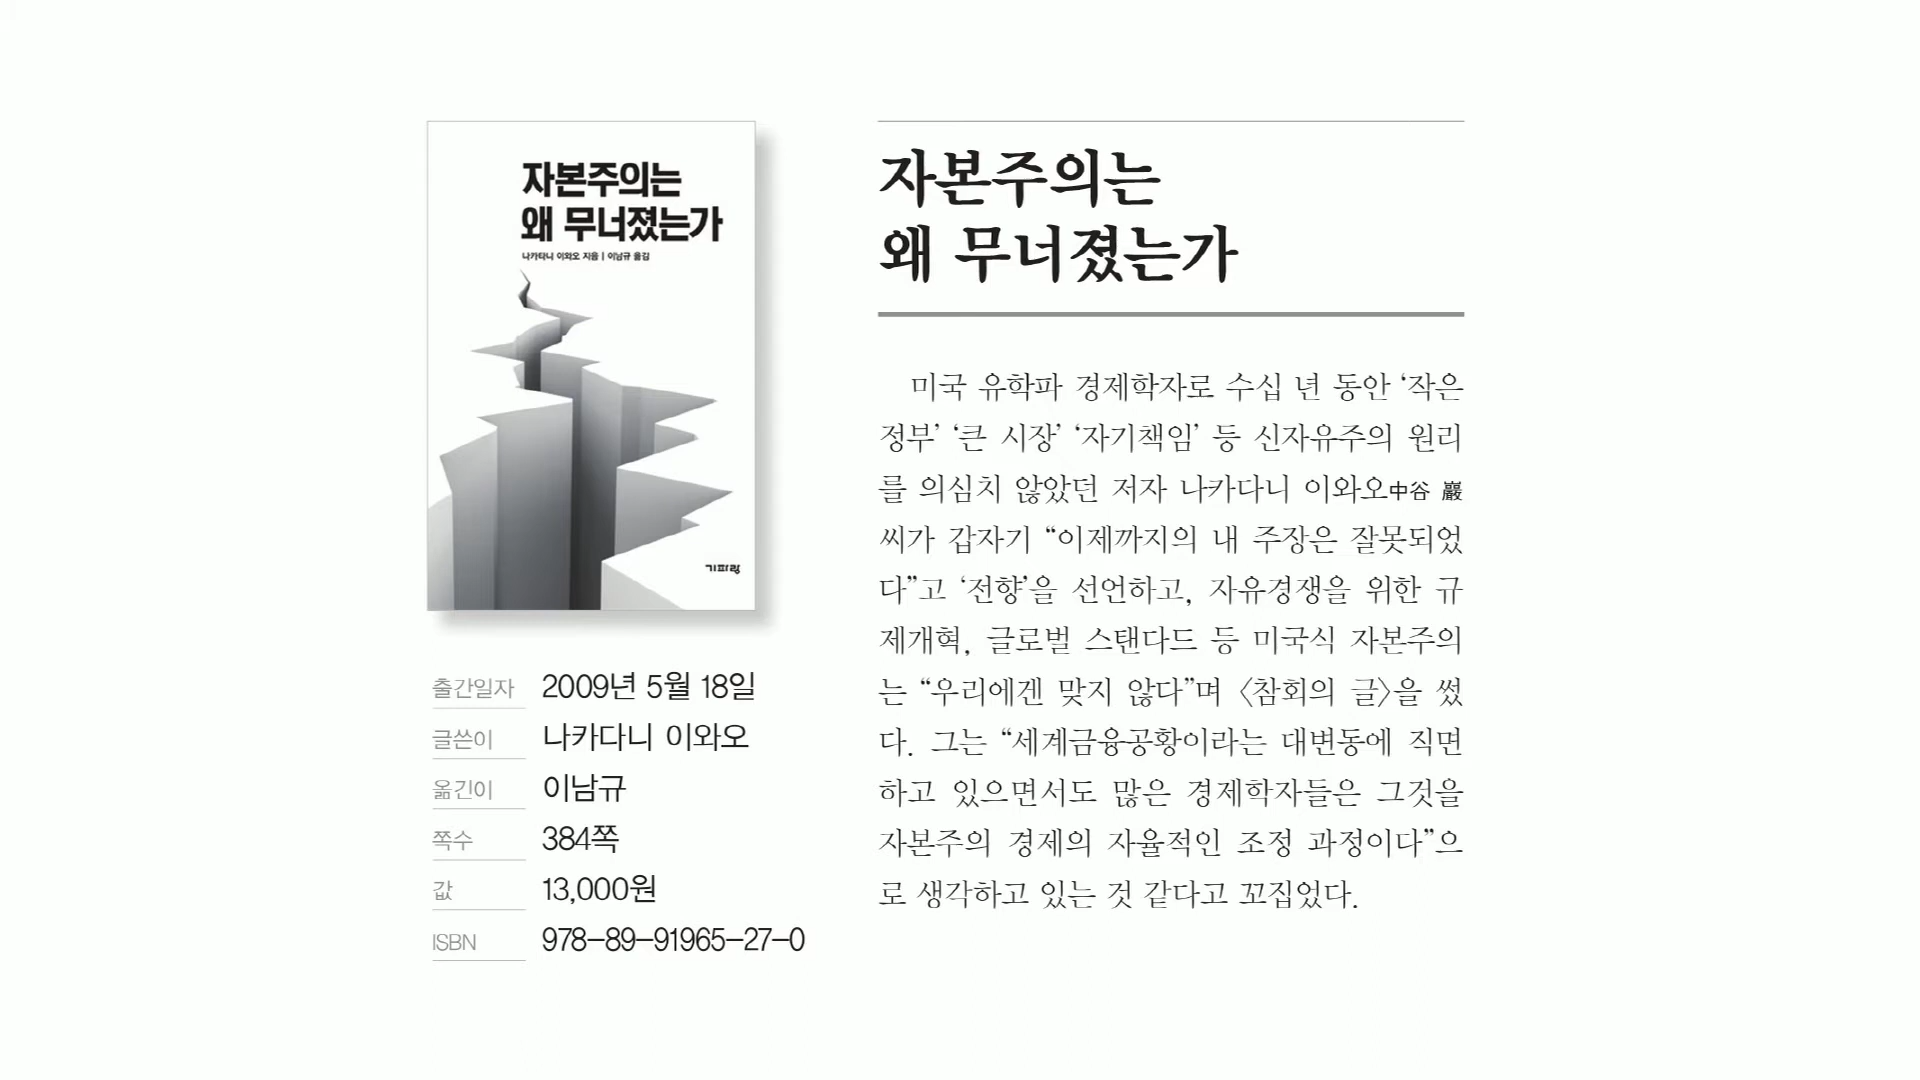 자본주의는
왜 무너졌는가
나카타니 이와오 지음 | 이남규 옮김
기파랑
출간일자 2009년 5월 18일
글쓴이 나카다니 이와오
옮긴이 이남규
쪽수 384쪽
값 13,000원
ISBN 978-89-91965-27-0
자본주의는
왜 무너졌는가
미국 유학파 경제학자로 수십 년 동안 ‘작은
정부’ ‘큰 시장’ ‘자기책임’ 등 신자유주의 원리
를 의심치 않았던 저자 나카다니 이와오中谷 巖
씨가 갑자기 “이제까지의 내 주장은 잘못되었
다”고 ‘전향’을 선언하고, 자유경쟁을 위한 규
제개혁, 글로벌 스탠다드 등 미국식 자본주의
는 “우리에겐 맞지 않다”며 〈참회의 글〉을 썼
다. 그는 “세계금융공황이라는 대변동에 직면
하고 있으면서도 많은 경제학자들은 그것을
자본주의 경제의 자율적인 조정 과정이다”으
로 생각하고 있는 것 같다고 꼬집었다.